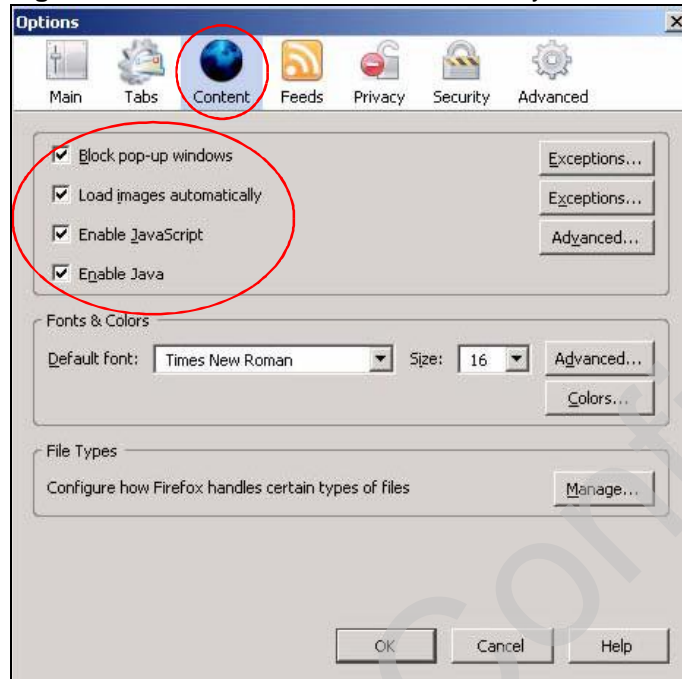 Options
Main Tabs Content Feeds Privacy Security Advanced
Block pop-up windows Exceptions...
Load images automatically Exceptions...
Enable JavaScript Advanced...
Enable Java
Fonts & Colors
Default font: Times New Roman Size: 16 Advanced...
Colors...
File Types
Configure how Firefox handles certain types of files Manage...
OK Cancel Help